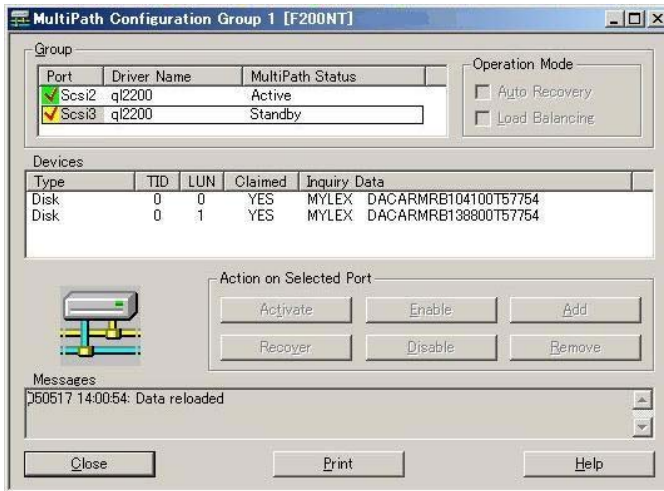 MultiPath Configuration Group 1 [F200NT]
Group
Port Driver Name MultiPath Status
Scsi2 ql2200 Active
Scsi3 ql2200 Standby
Operation Mode
Auto Recovery
Load Balancing
Devices
Type TID LUN Claimed Inquiry Data
Disk 0 0 YES MYLEX DACARMRB104100T57754
Disk 0 1 YES MYLEX DACARMRB138800T57754
Action on Selected Port
Activate Enable Add
Recover Disable Remove
Messages
050517 14:00:54: Data reloaded
Close Print Help